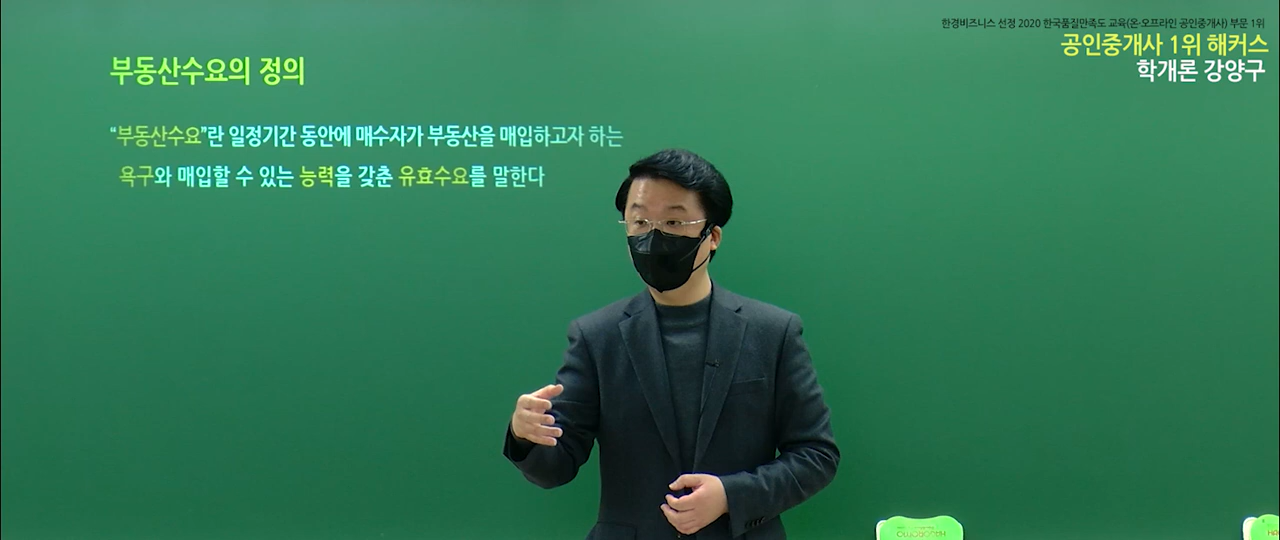 한경비즈니스 선정 2020 한국품질만족도 교육(온·오프라인 공인중개사) 부문 1위
공인중개사 1위 해커스
학개론 강양구
부동산수요의 정의
“부동산수요”란 일정기간 동안에 매수자가 부동산을 매입하고자 하는
욕구와 매입할 수 있는 능력을 갖춘 유효수요를 말한다